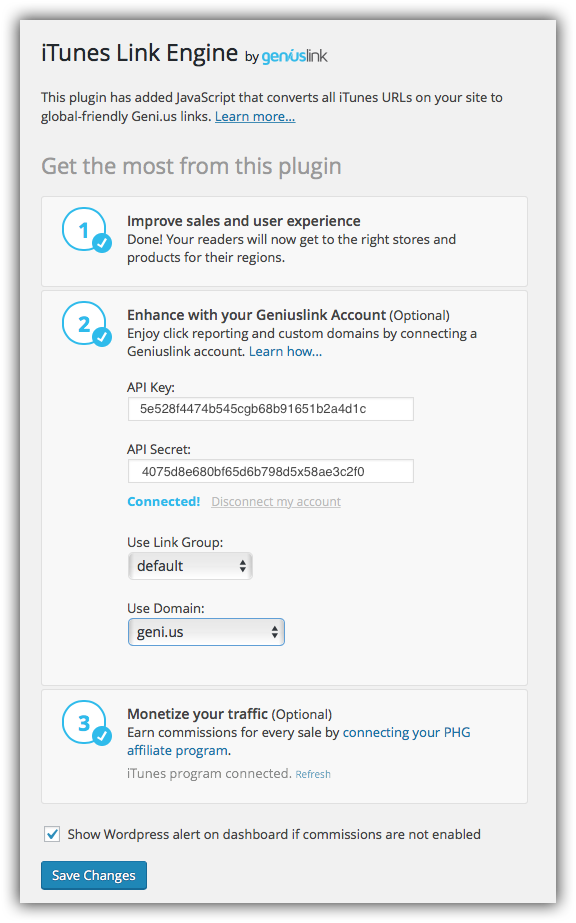 iTunes Link Engine by geniuslink
This plugin has added JavaScript that converts all iTunes URLs on your site to
global-friendly Geni.us links. Learn more...
Get the most from this plugin
1
Improve sales and user experience
Done! Your readers will now get to the right stores and
products for their regions.
2
Enhance with your Geniuslink Account (Optional)
Enjoy click reporting and custom domains by connecting a
Geniuslink account. Learn how...
API Key:
5e528f4474b545cgb68b91651b2a4d1c
API Secret:
4075d8e680bf65d6b798d5x58ae3c2f0
Connected! Disconnect my account
Use Link Group:
default
Use Domain:
geni.us
3
Monetize your traffic (Optional)
Earn commissions for every sale by connecting your PHG
affiliate program.
iTunes program connected. Refresh
Show Wordpress alert on dashboard if commissions are not enabled
Save Changes